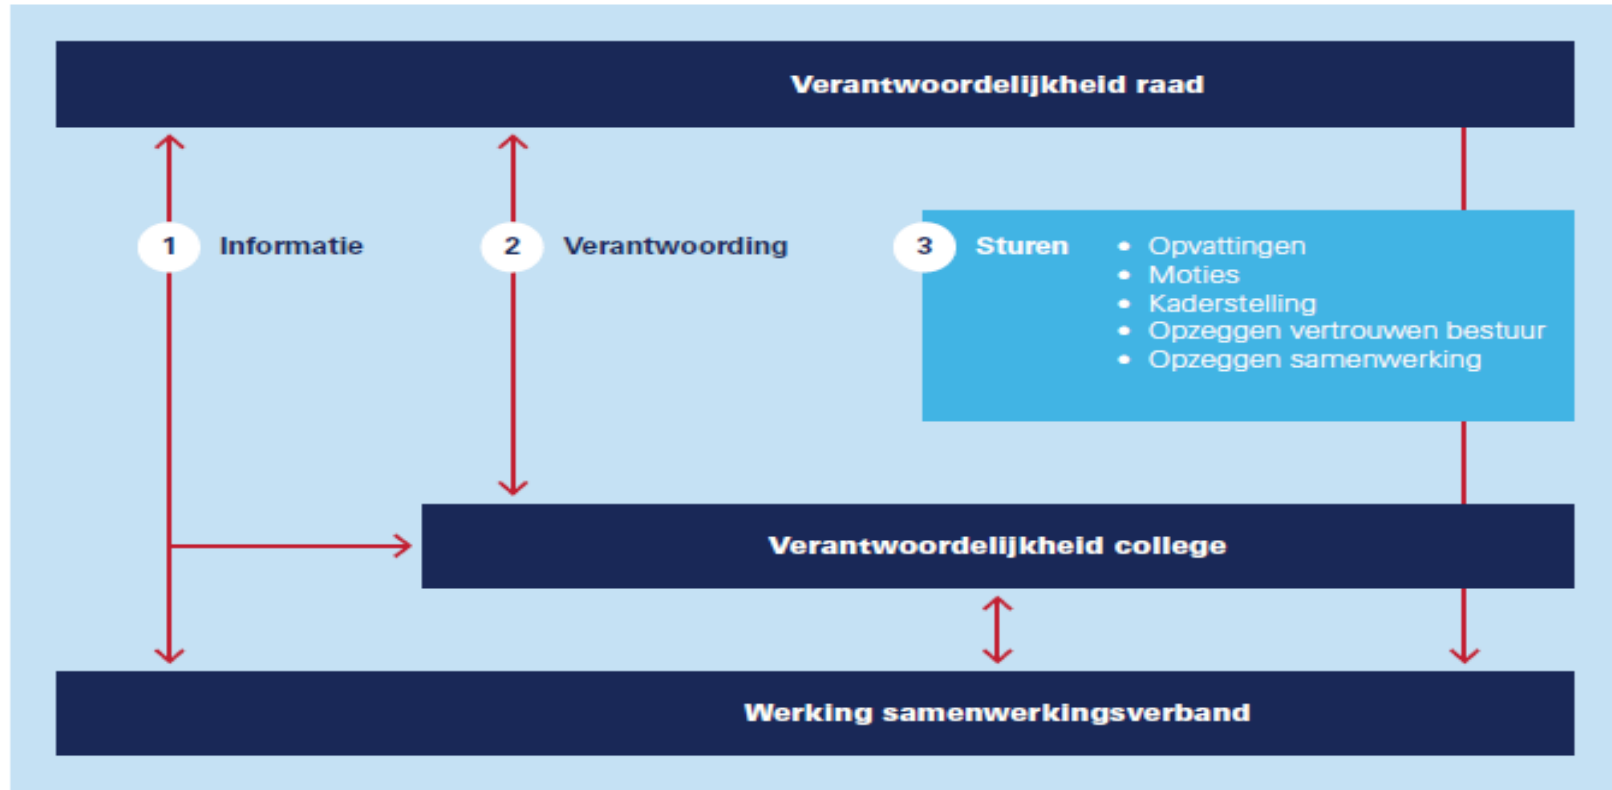 Verantwoordelijkheid raad
1 Informatie
2 Verantwoording
3 Sturen
• Opvattingen
• Moties
• Kaderstelling
• Opzeggen vertrouwen bestuur
• Opzeggen samenwerking
Verantwoordelijkheid college
Werking samenwerkingsverband